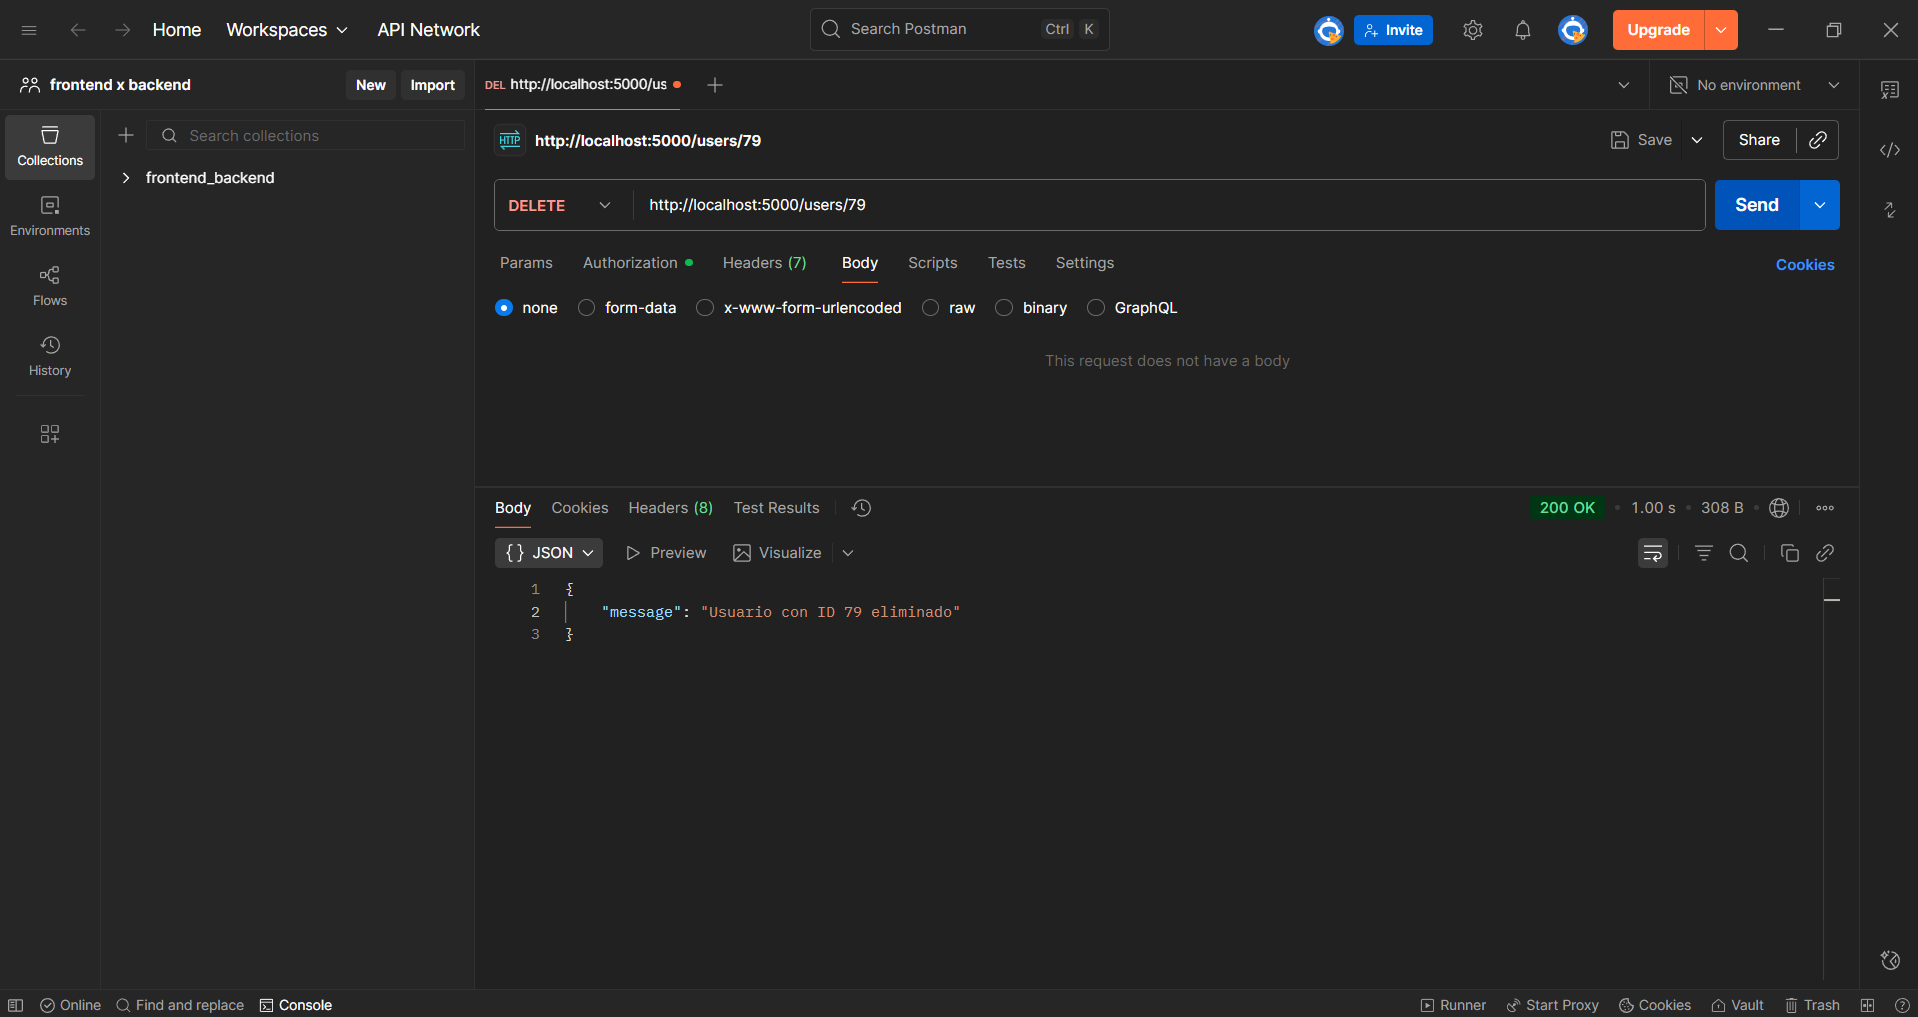 Home Workspaces API Network Search Postman Ctrl K Invite Upgrade
frontend x backend New Import DEL http://localhost:5000/us No environment
Collections
Search collections
frontend_backend
Environments
Flows
History
HTTP http://localhost:5000/users/79 Save Share
DELETE http://localhost:5000/users/79 Send
Params Authorization Headers (7) Body Scripts Tests Settings Cookies
none form-data x-www-form-urlencoded raw binary GraphQL
This request does not have a body
Body Cookies Headers (8) Test Results 200 OK • 1.00 s • 308 B •
{} JSON Preview Visualize
1 {
2 "message": "Usuario con ID 79 eliminado"
3 }
Online Find and replace Console Runner Start Proxy Cookies Vault Trash